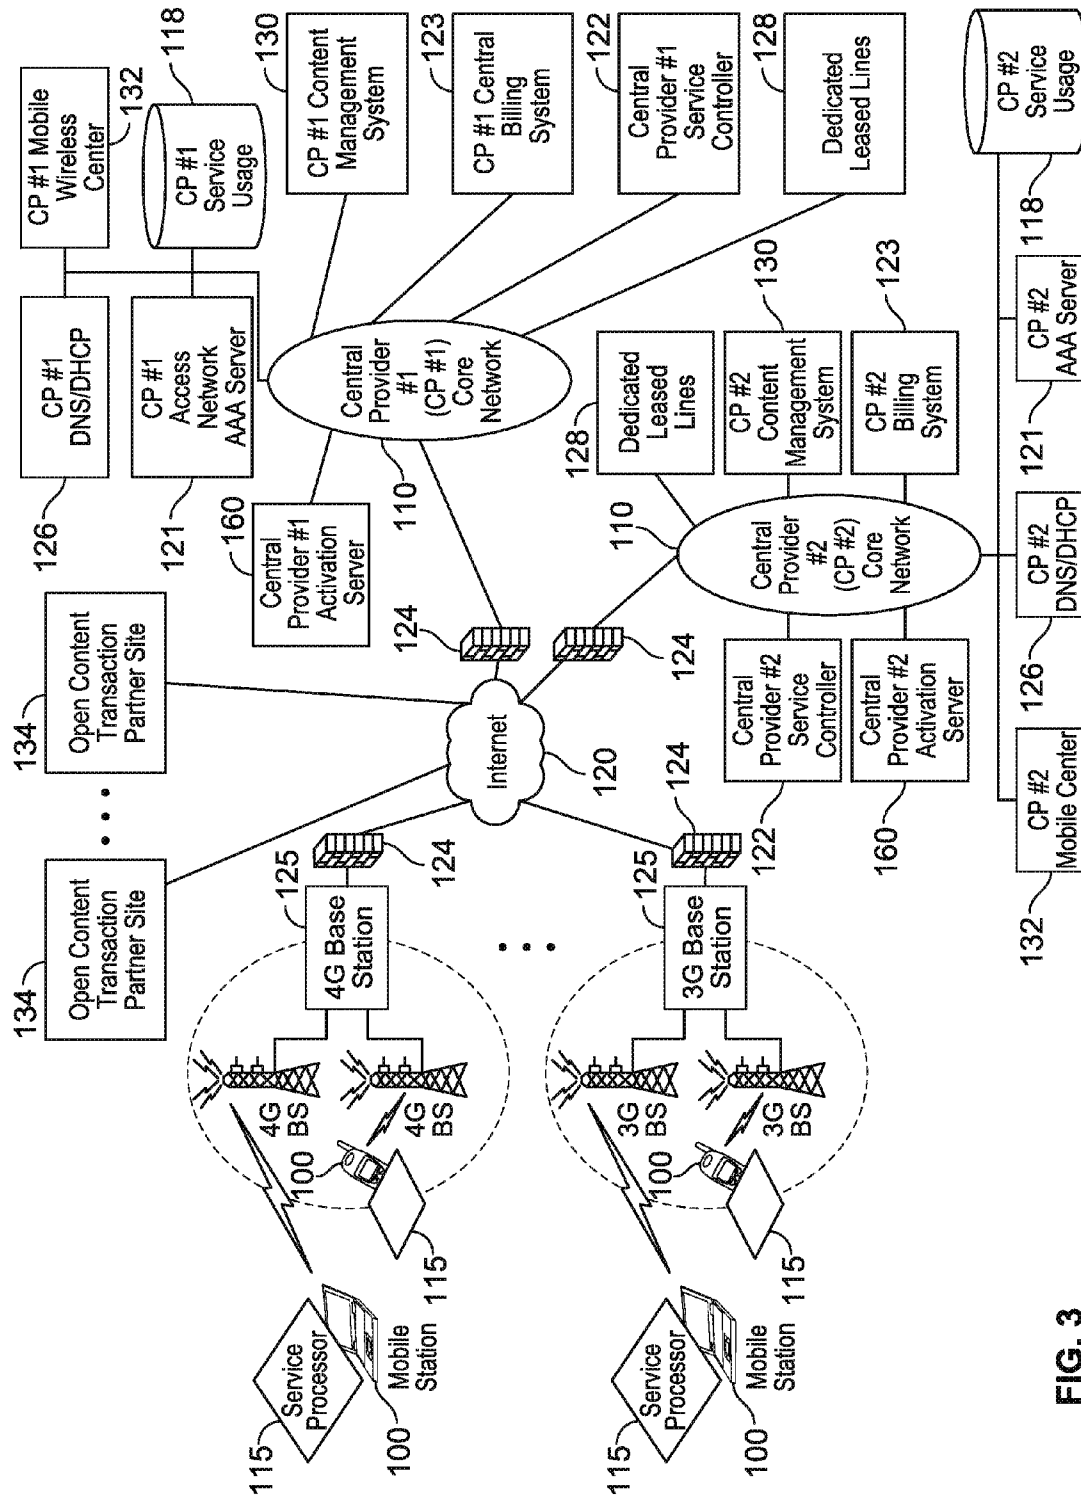 134
Open Content
Transaction
Partner Site
134
Open Content
Transaction
Partner Site
126
CP #1
DNS/DHCP
CP #1 Mobile
Wireless
Center
132
121
CP #1
Access
Network
AAA Server
CP #1
Service
Usage
118
160
Central
Provider #1
Activation
Server
110
Central
Provider
#1
(CP #1)
Core
Network
CP #1 Content
Management
System
130
CP #1 Central
Billing
System
123
Central
Provider #1
Service
Controller
122
Dedicated
Leased Lines
128
115
Service
Processor
100
Mobile
Station
100
115
4G
BS
4G
BS
125
4G Base
Station
124
Internet
120
124
124
115
Service
Processor
100
Mobile
Station
100
115
3G
BS
3G
BS
125
3G Base
Station
124
128
Dedicated
Leased
Lines
110
Central
Provider
#2
(CP #2)
Core
Network
CP #2
Content
Management
System
130
CP #2
Billing
System
123
122
Central
Provider #2
Service
Controller
160
Central
Provider #2
Activation
Server
132
CP #2
Mobile Center
126
CP #2
DNS/DHCP
121
CP #2
AAA Server
118
CP #2
Service
Usage
FIG. 3